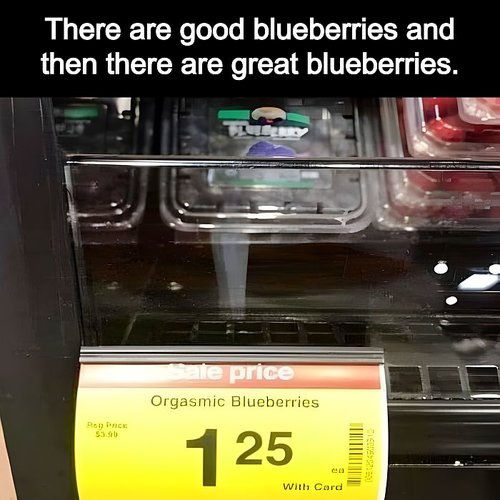 There are good blueberries and
then there are great blueberries.
Sale price
Orgasmic Blueberries
Reg Price
$3.99
1 25
ea
With Card